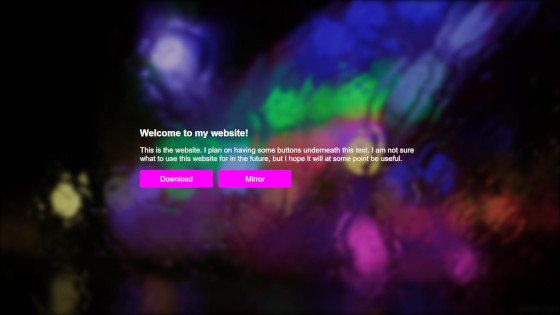 Welcome to my website!
This is the website. I plan on having some buttons underneath this text. I am not sure
what to use this website for in the future, but I hope it will at some point be useful.
Download
Mirror